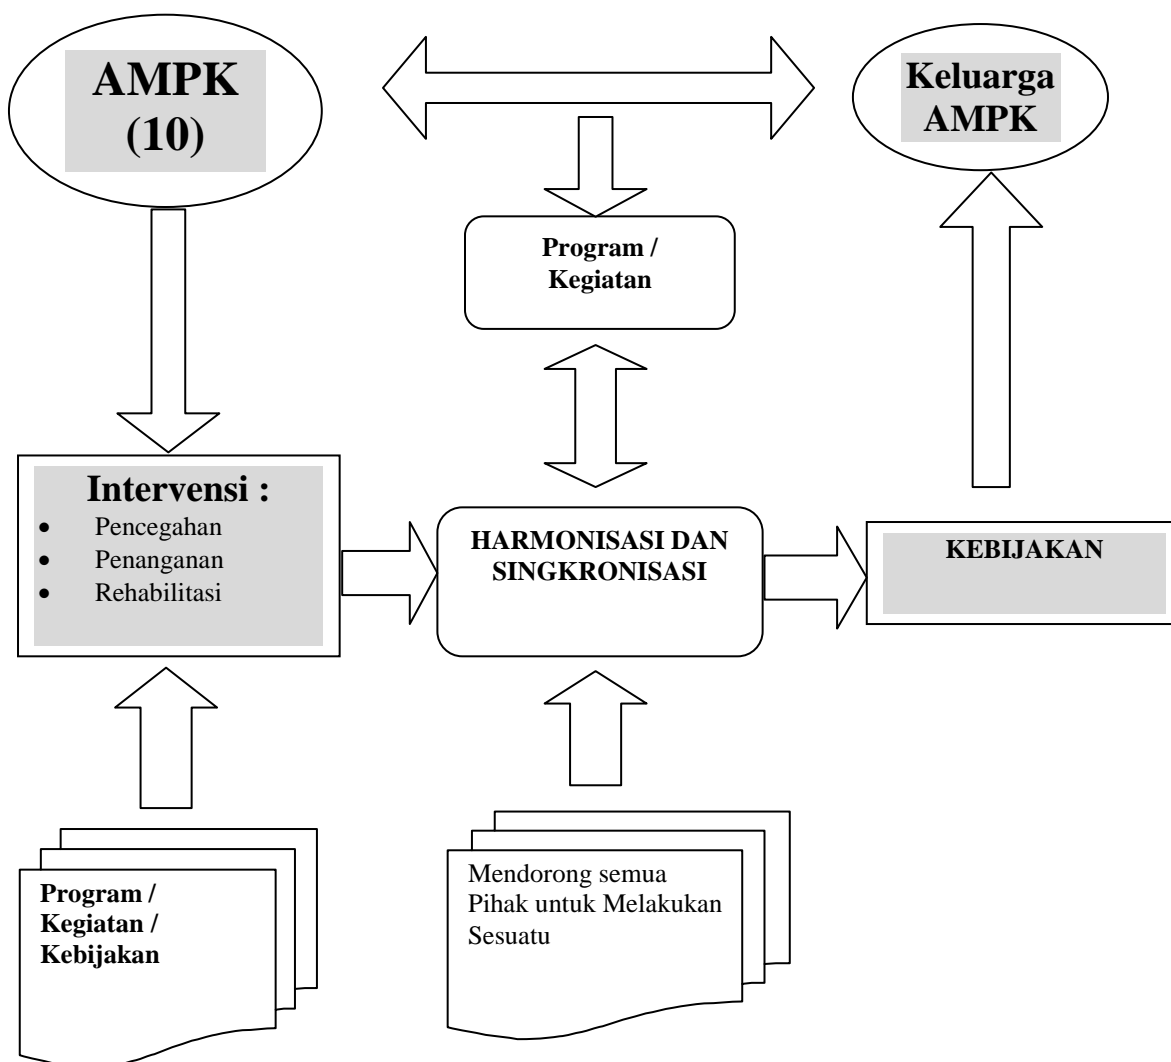 AMPK
(10)
Keluarga
AMPK
Program /
Kegiatan
Intervensi :
• Pencegahan
• Penanganan
• Rehabilitasi
HARMONISASI DAN
SINGKRONISASI
KEBIJAKAN
Program /
Kegiatan /
Kebijakan
Mendorong semua
Pihak untuk Melakukan
Sesuatu